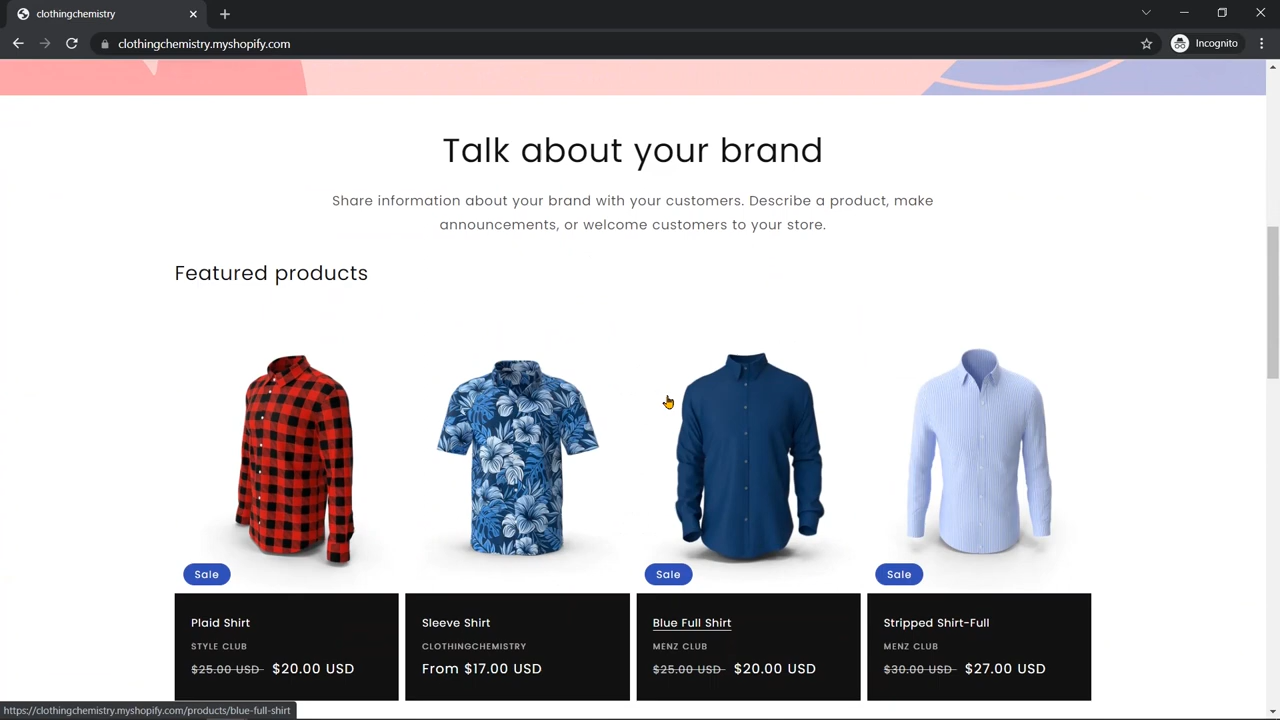 clothingchemistry
clothingchemistry.myshopify.com
Incognito
Talk about your brand
Share information about your brand with your customers. Describe a product, make
announcements, or welcome customers to your store.
Featured products
Sale
Sale
Sale
Plaid Shirt
STYLE CLUB
$25.00 USD $20.00 USD
Sleeve Shirt
CLOTHINGCHEMISTRY
From $17.00 USD
Blue Full Shirt
MENZ CLUB
$25.00 USD $20.00 USD
Stripped Shirt-Full
MENZ CLUB
$30.00 USD $27.00 USD
https://clothingchemistry.myshopify.com/products/blue-full-shirt